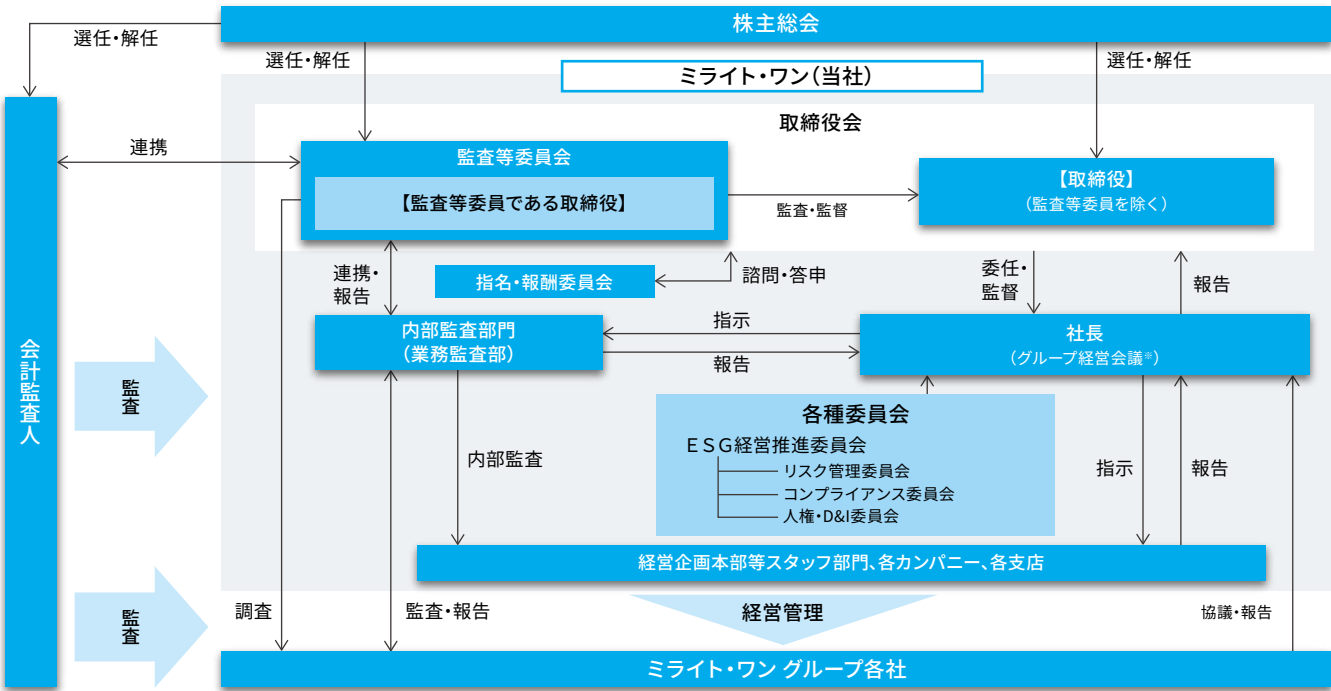 株主総会
選任・解任
選任・解任
選任・解任
ミライト・ワン(当社)
取締役会
連携
監査等委員会
【監査等委員である取締役】
監査・監督
【取締役】
(監査等委員を除く)
連携・
報告
指名・報酬委員会
諮問・答申
委任・
監督
報告
会計監査人
内部監査部門
(業務監査部)
指示
報告
社長
(グループ経営会議※)
監査
各種委員会
ESG経営推進委員会
リスク管理委員会
コンプライアンス委員会
人権・D&I委員会
内部監査
指示
報告
経営企画本部等スタッフ部門、各カンパニー、各支店
監査
調査
監査・報告
経営管理
協議・報告
ミライト・ワン グループ各社